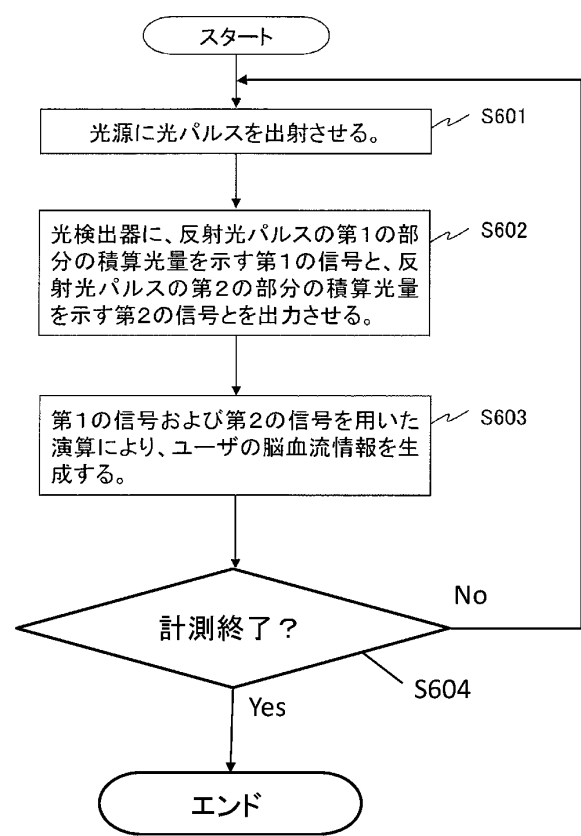 スタート
光源に光パルスを出射させる。
S601
光検出器に、反射光パルスの第1の部
分の積算光量を示す第1の信号と、反
射光パルスの第2の部分の積算光量
を示す第2の信号とを出力させる。
S602
第1の信号および第2の信号を用いた
演算により、ユーザの脳血流情報を生
成する。
S603
計測終了?
No
S604
Yes
エンド